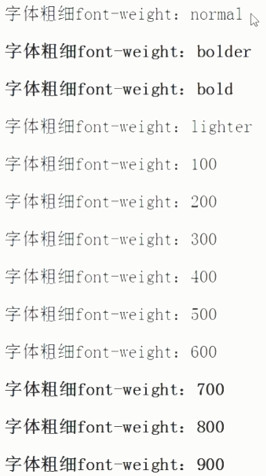 字体粗细font-weight：normal
字体粗细font-weight：bolder
字体粗细font-weight：bold
字体粗细font-weight：lighter
字体粗细font-weight：100
字体粗细font-weight：200
字体粗细font-weight：300
字体粗细font-weight：400
字体粗细font-weight：500
字体粗细font-weight：600
字体粗细font-weight：700
字体粗细font-weight：800
字体粗细font-weight：900